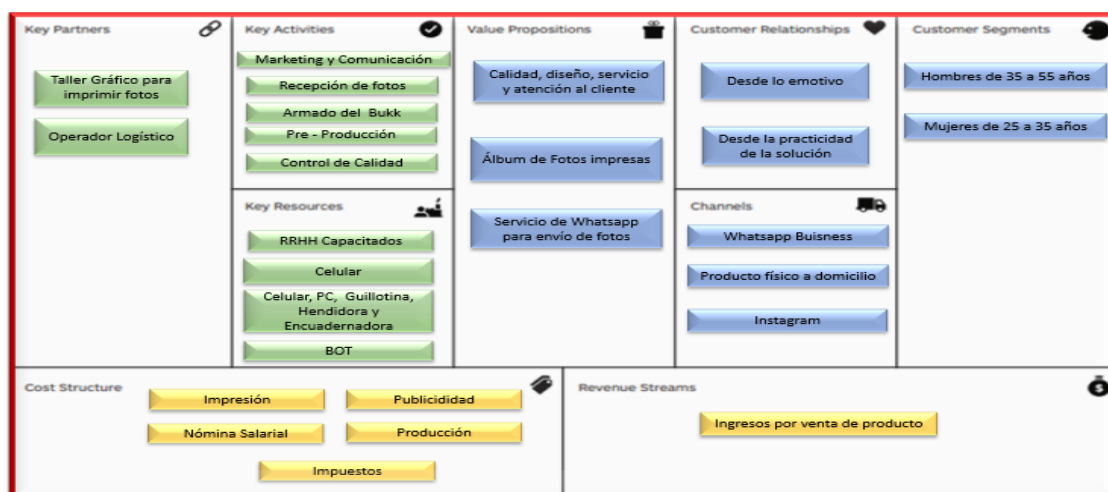 Key Partners
Taller Gráfico para
imprimir fotos
Operador Logístico
Key Activities
Marketing y Comunicación
Recepción de fotos
Armado del Bukk
Pre - Producción
Control de Calidad
Key Resources
RRHH Capacitados
Celular
Celular, PC, Guillotina,
Hendidora y
Encuadernadora
BOT
Value Propositions
Calidad, diseño, servicio
y atención al cliente
Álbum de Fotos impresas
Servicio de Whatsapp
para envío de fotos
Customer Relationships
Desde lo emotivo
Desde la practicidad
de la solución
Channels
Whatsapp Buisness
Producto físico a domicilio
Instagram
Customer Segments
Hombres de 35 a 55 años
Mujeres de 25 a 35 años
Cost Structure
Impresión
Publicididad
Nómina Salarial
Producción
Impuestos
Revenue Streams
$
Ingresos por venta de producto